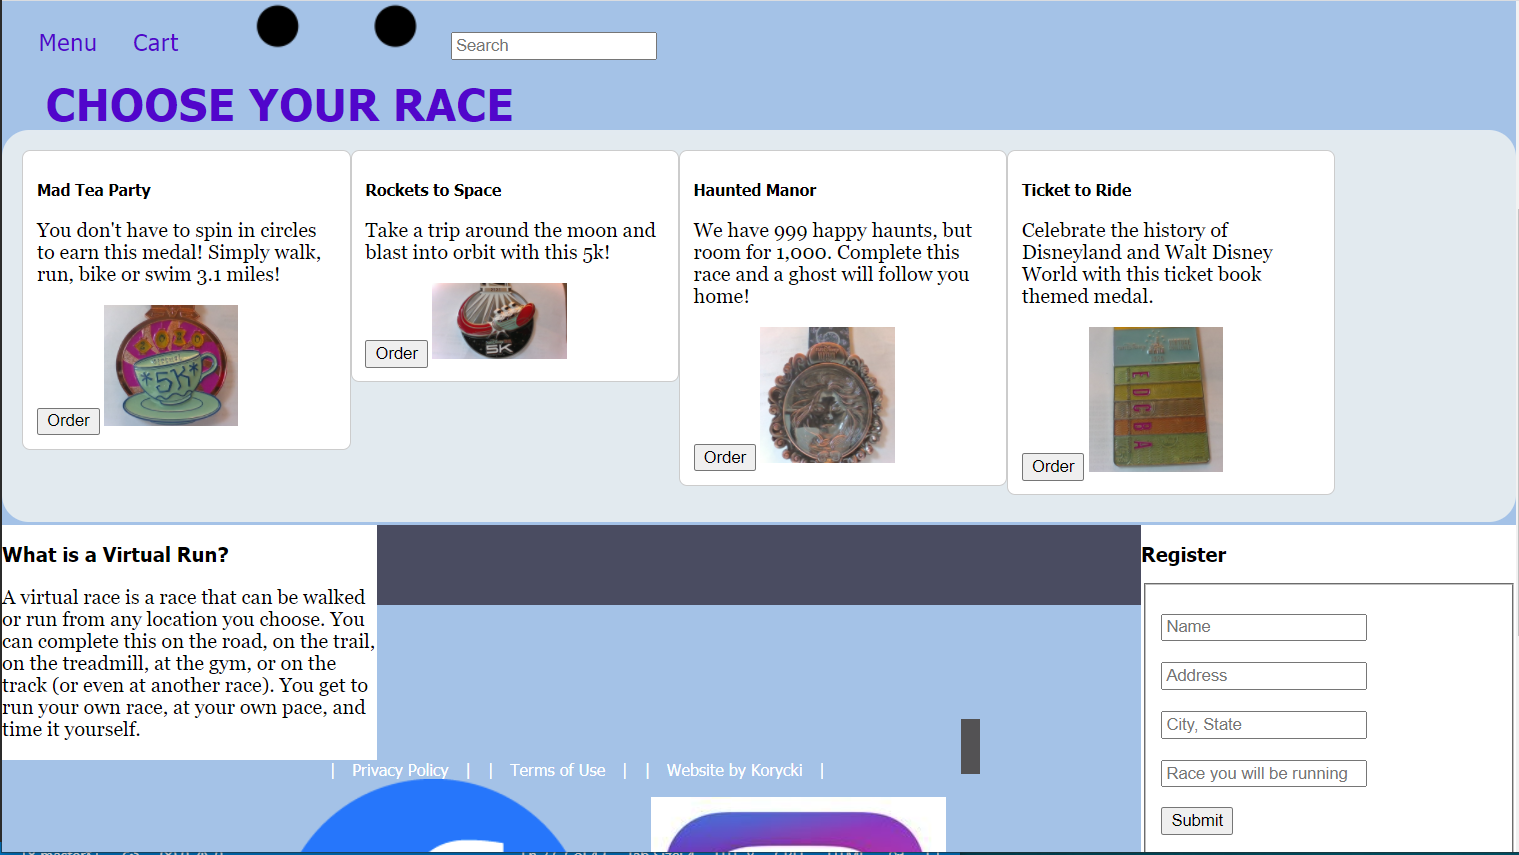 Menu Cart Search
CHOOSE YOUR RACE
Mad Tea Party
You don't have to spin in circles
to earn this medal! Simply walk,
run, bike or swim 3.1 miles!
*5K*
Order
Rockets to Space
Take a trip around the moon and
blast into orbit with this 5k!
5K
Order
Haunted Manor
We have 999 happy haunts, but
room for 1,000. Complete this
race and a ghost will follow you
home!
Order
Ticket to Ride
Celebrate the history of
Disneyland and Walt Disney
World with this ticket book
themed medal.
E
D
C
B
A
Order
What is a Virtual Run?
A virtual race is a race that can be walked
or run from any location you choose. You
can complete this on the road, on the trail,
on the treadmill, at the gym, or on the
track (or even at another race). You get to
run your own race, at your own pace, and
time it yourself.
Register
Name
Address
City, State
Race you will be running
Submit
| Privacy Policy | | Terms of Use | | Website by Korycki |